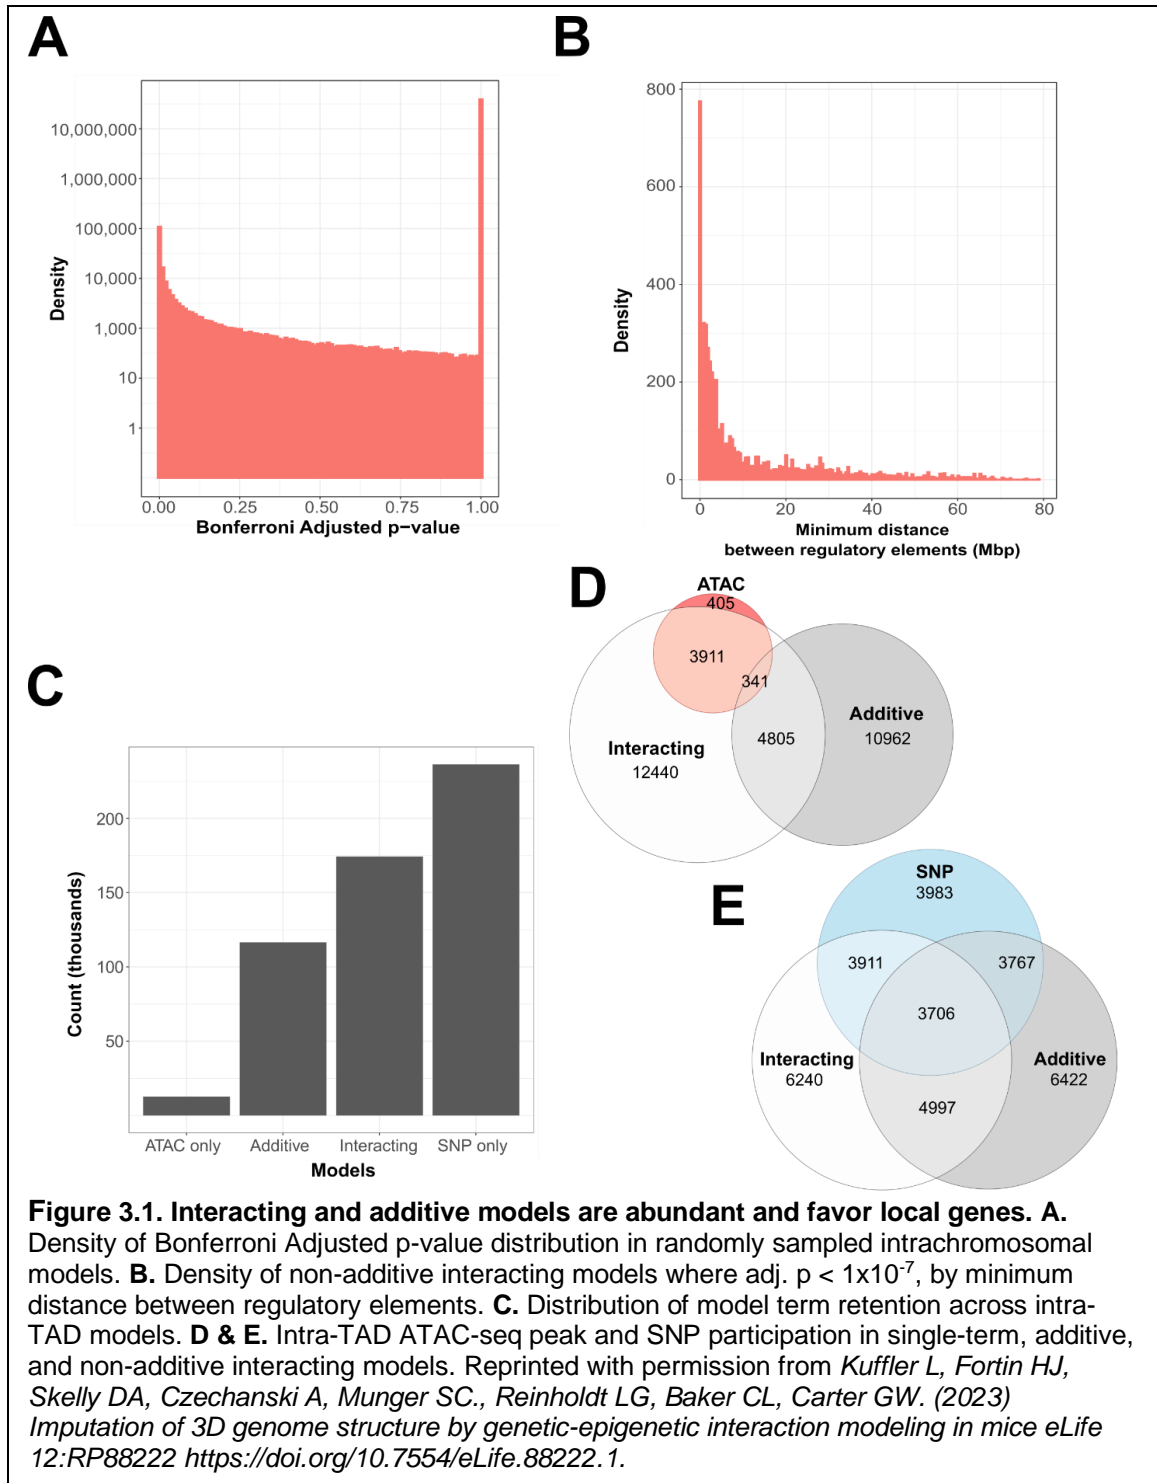 A
10,000,000
1,000,000
100,000
10,000
1,000
10
1
Density
0.00
0.25
0.50
0.75
1.00
Bonferroni Adjusted p-value
B
800
600
400
200
0
Density
0
20
40
60
80
Minimum distance
between regulatory elements (Mbp)
C
200
150
100
50
Count (thousands)
ATAC only
Additive
Interacting
SNP only
Models
D
ATAC
405
3911
341
Interacting
12440
4805
Additive
10962
E
SNP
3983
3911
3767
3706
Interacting
6240
Additive
6422
4997
Figure 3.1. Interacting and additive models are abundant and favor local genes. A.
Density of Bonferroni Adjusted p-value distribution in randomly sampled intrachromosomal
models. B. Density of non-additive interacting models where adj. p < 1x10⁻⁷, by minimum
distance between regulatory elements. C. Distribution of model term retention across intra-
TAD models. D & E. Intra-TAD ATAC-seq peak and SNP participation in single-term, additive,
and non-additive interacting models. Reprinted with permission from Kuffler L, Fortin HJ,
Skelly DA, Czechanski A, Munger SC., Reinholdt LG, Baker CL, Carter GW. (2023)
Imputation of 3D genome structure by genetic-epigenetic interaction modeling in mice eLife
12:RP88222 https://doi.org/10.7554/eLife.88222.1.